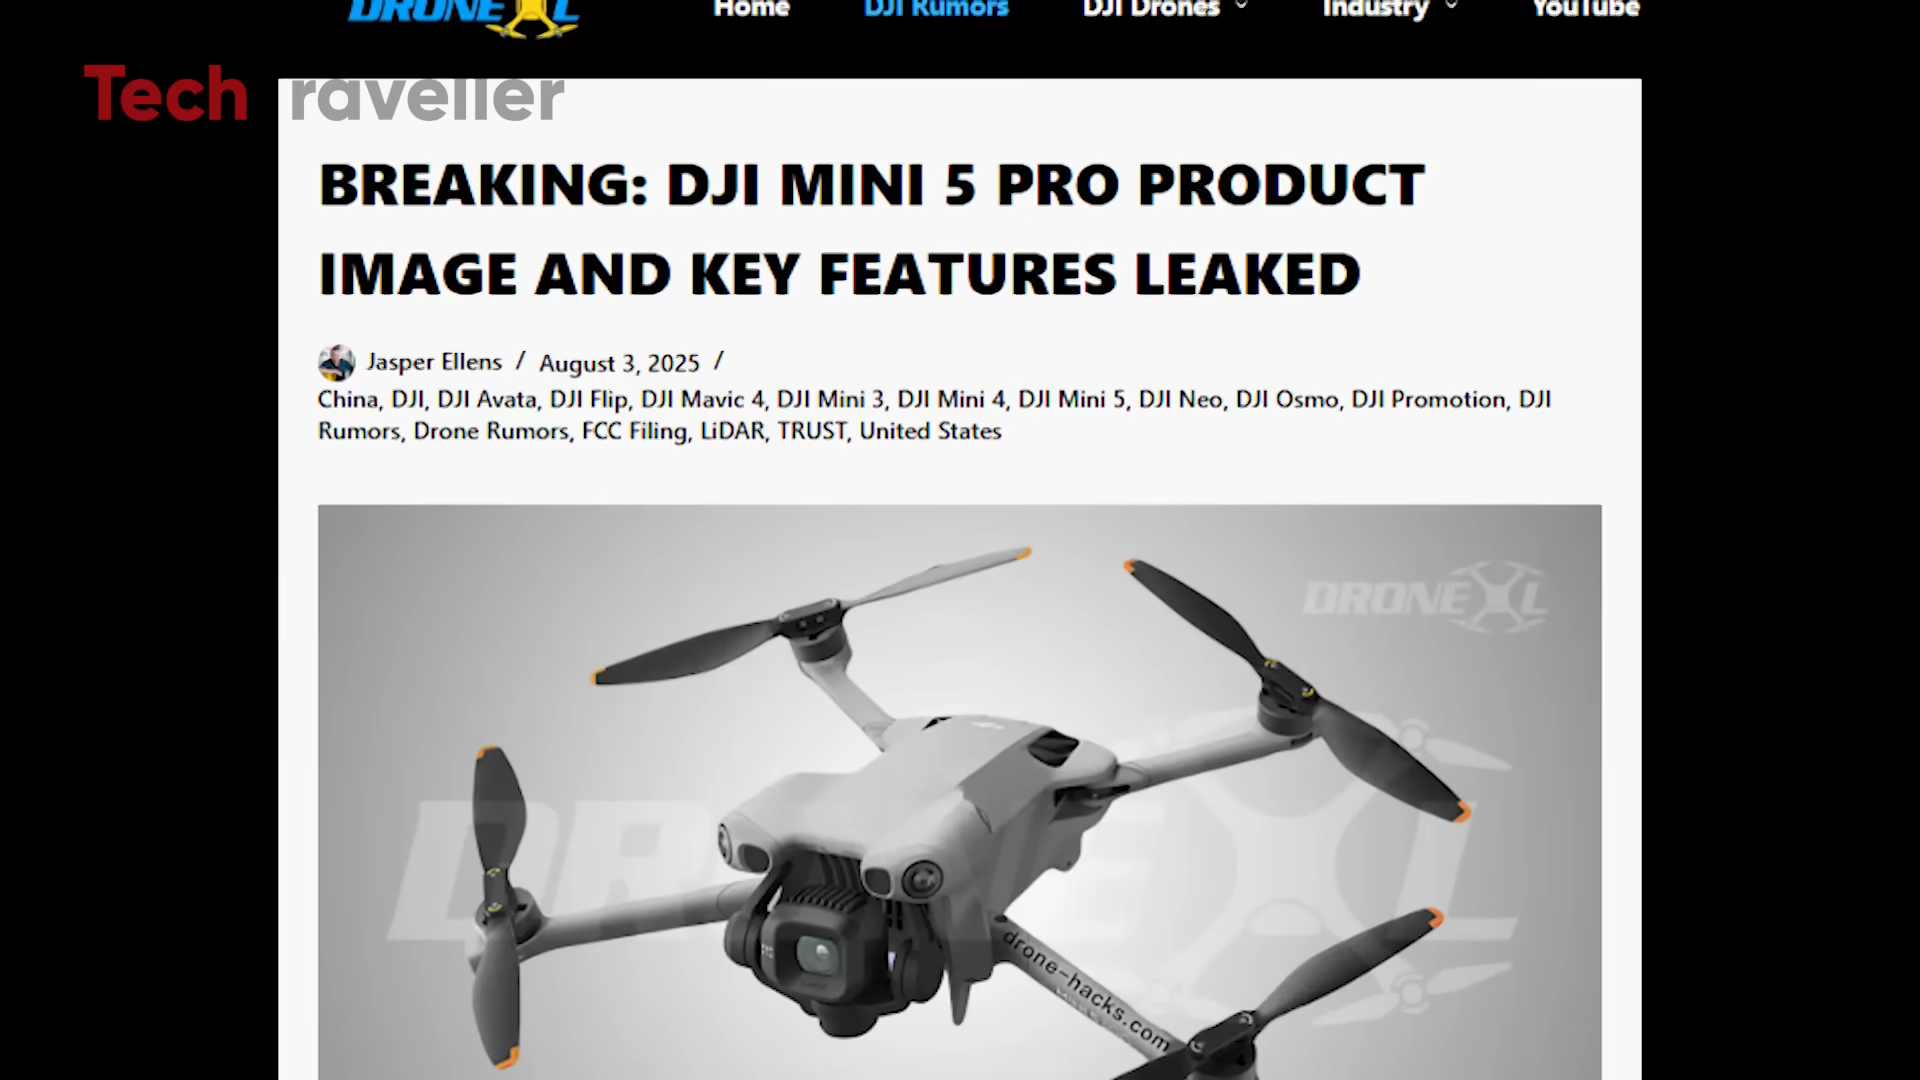 DRONEXL
Home DJI Rumors DJI Drones Industry YouTube
Tech raveller
BREAKING: DJI MINI 5 PRO PRODUCT
IMAGE AND KEY FEATURES LEAKED
Jasper Ellens / August 3, 2025 /
China, DJI, DJI Avata, DJI Flip, DJI Mavic 4, DJI Mini 3, DJI Mini 4, DJI Mini 5, DJI Neo, DJI Osmo, DJI Promotion, DJI
Rumors, Drone Rumors, FCC Filing, LiDAR, TRUST, United States
DRONEXL
DRONEXL
drone-hacks.com